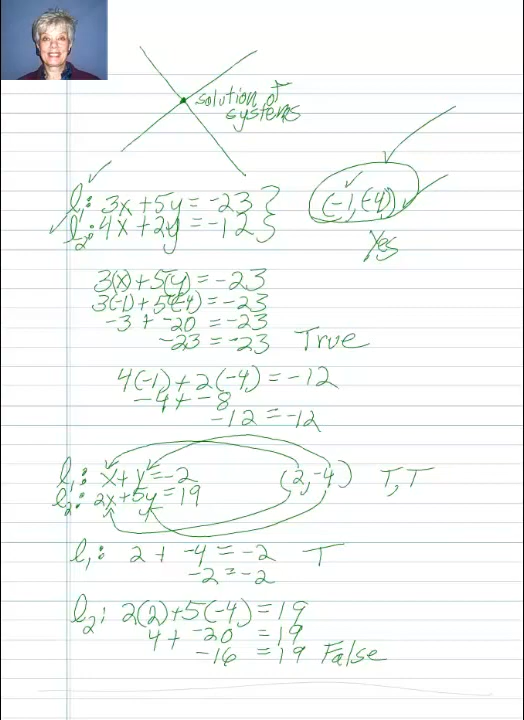 solution of
systems
l₁: 3x + 5y = -23 }
l₂: 4x + 2y = -12 }
(-1, -4)
Yes
3(x) + 5(y) = -23
3(-1) + 5(-4) = -23
-3 + -20 = -23
-23 = -23 True
4(-1) + 2(-4) = -12
-4 + -8
-12 = -12
l₁: x + y = -2 (2, -4) T, T
l₂: 2x + 5y = 19
l₁: 2 + -4 = -2 T
-2 = -2
l₂: 2(2) + 5(-4) = 19
4 + -20 = 19
-16 = 19 False